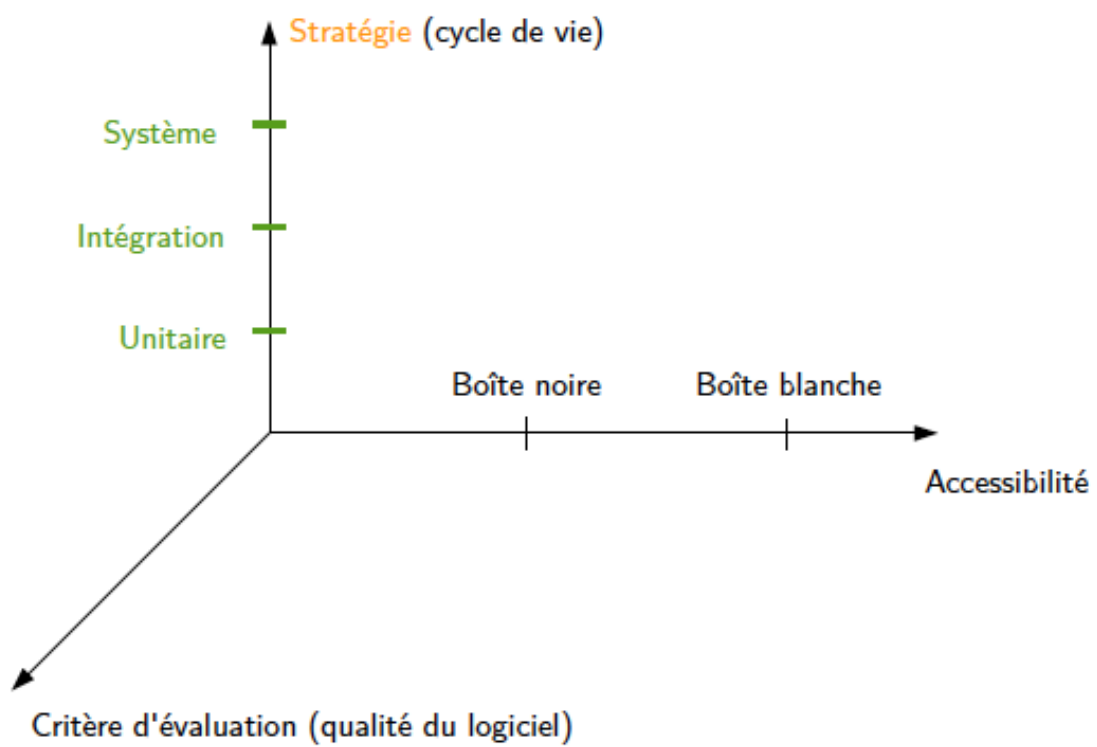 Stratégie (cycle de vie)
Système
Intégration
Unitaire
Boîte noire
Boîte blanche
Accessibilité
Critère d'évaluation (qualité du logiciel)